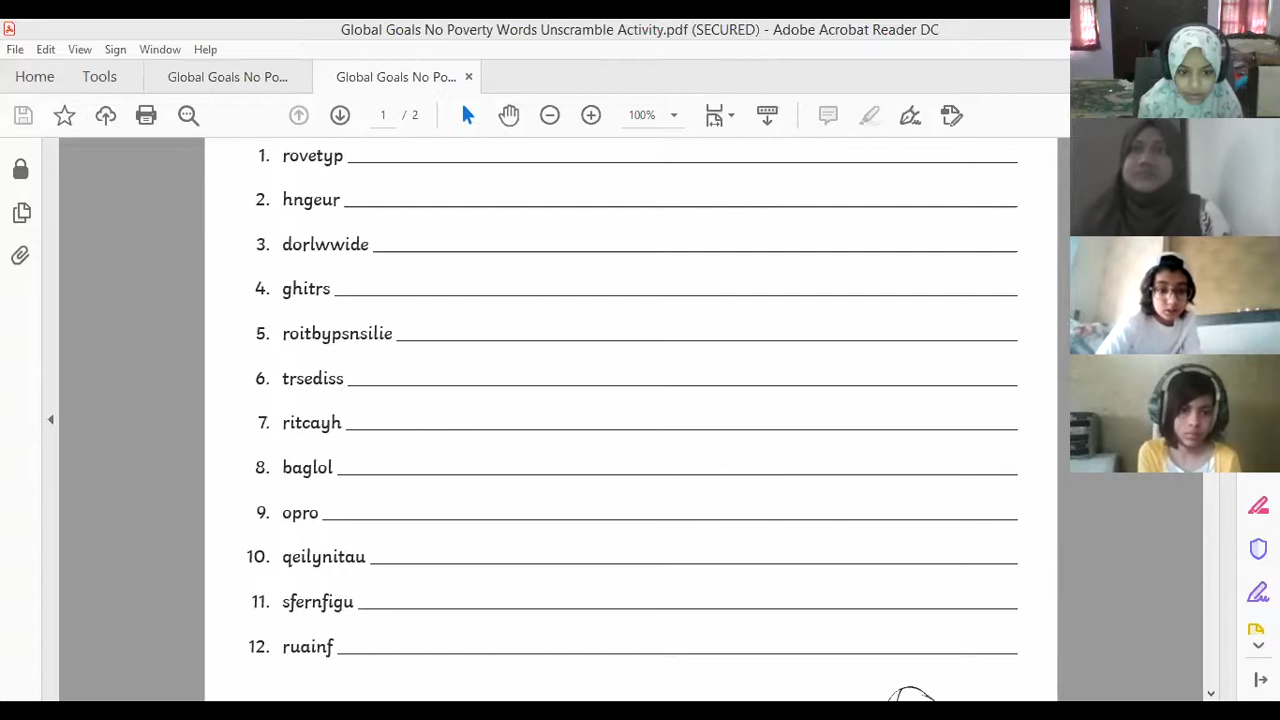 Global Goals No Poverty Words Unscramble Activity.pdf (SECURED) - Adobe Acrobat Reader DC
File Edit View Sign Window Help
Home Tools Global Goals No Po... Global Goals No Po... ×
1 / 2 100%
1. rovetyp
2. hngeur
3. dorlwwide
4. ghitrs
5. roitbypsnsilie
6. trsediss
7. ritcayh
8. baglol
9. opro
10. qeilynitau
11. sfernfigu
12. ruainf